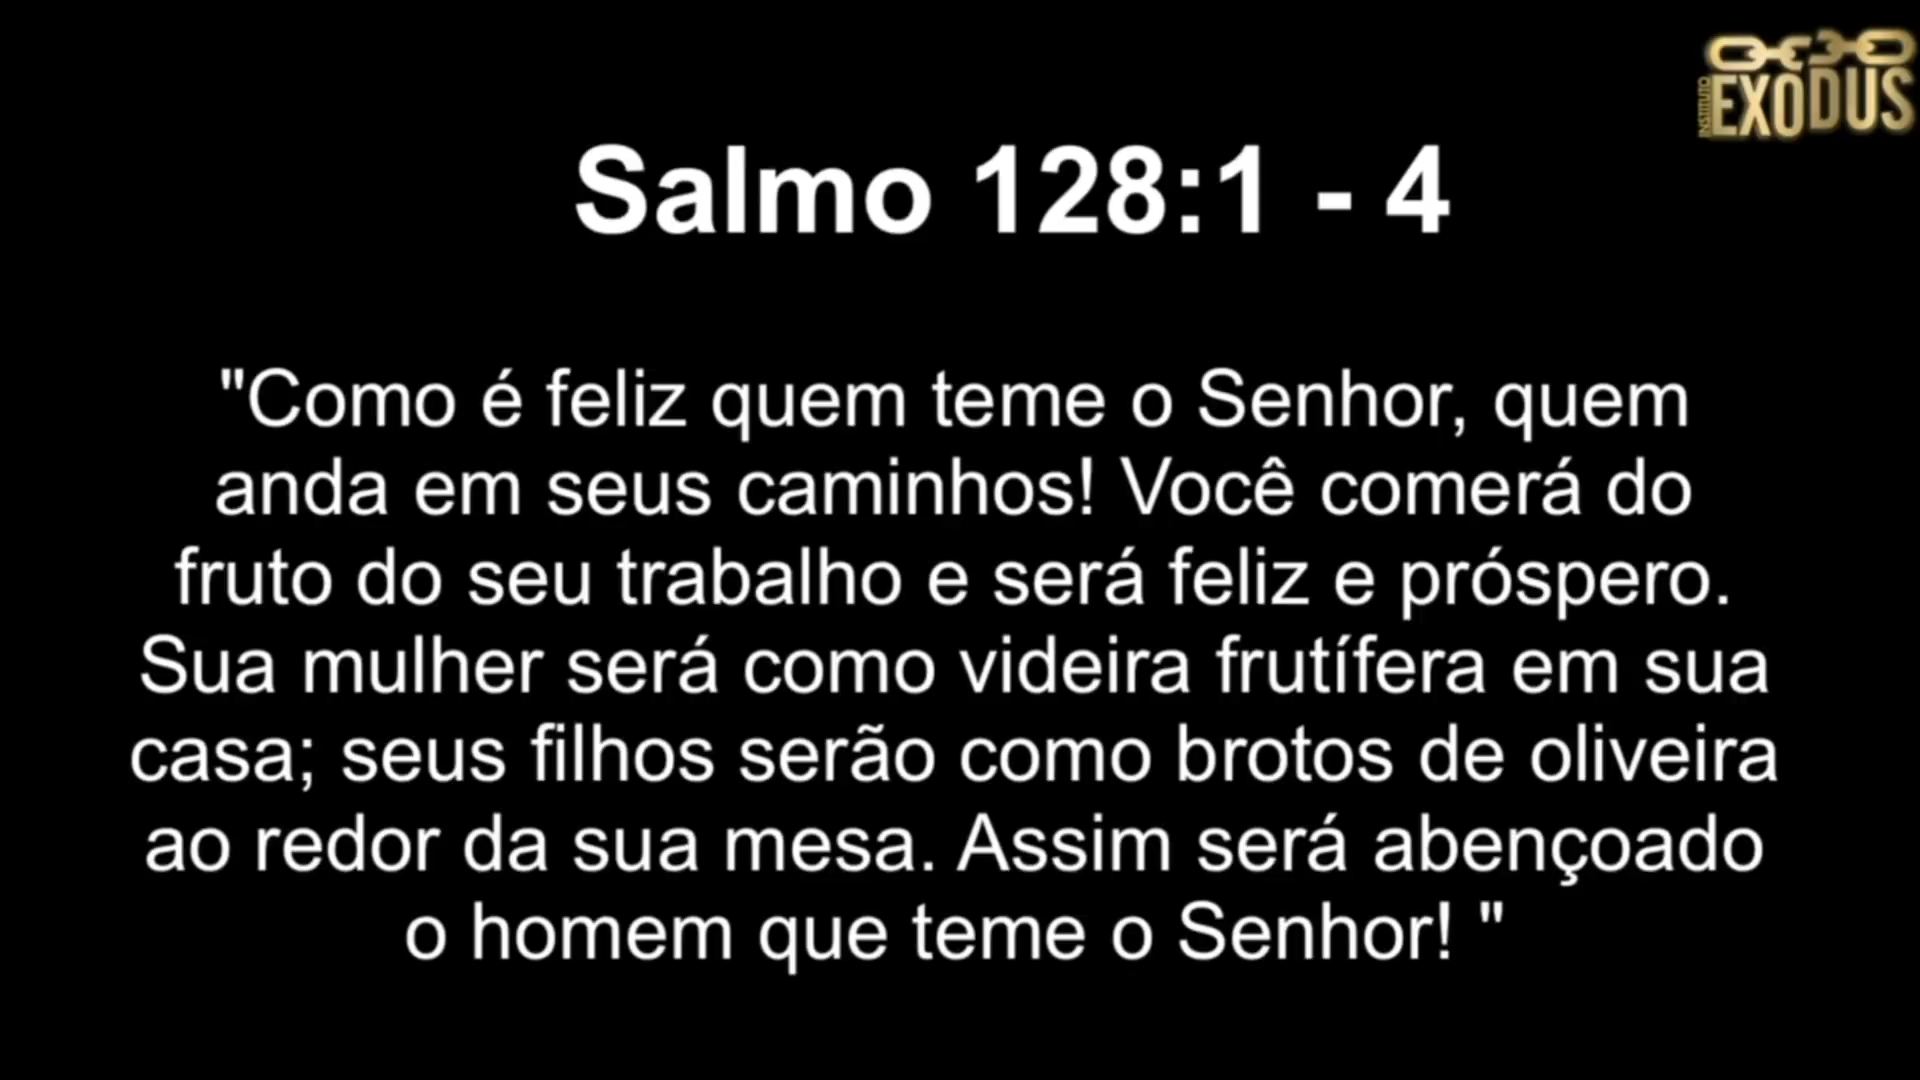 INSTITUTO
EXODUS
Salmo 128:1 - 4
"Como é feliz quem teme o Senhor, quem
anda em seus caminhos! Você comerá do
fruto do seu trabalho e será feliz e próspero.
Sua mulher será como videira frutífera em sua
casa; seus filhos serão como brotos de oliveira
ao redor da sua mesa. Assim será abençoado
o homem que teme o Senhor! "